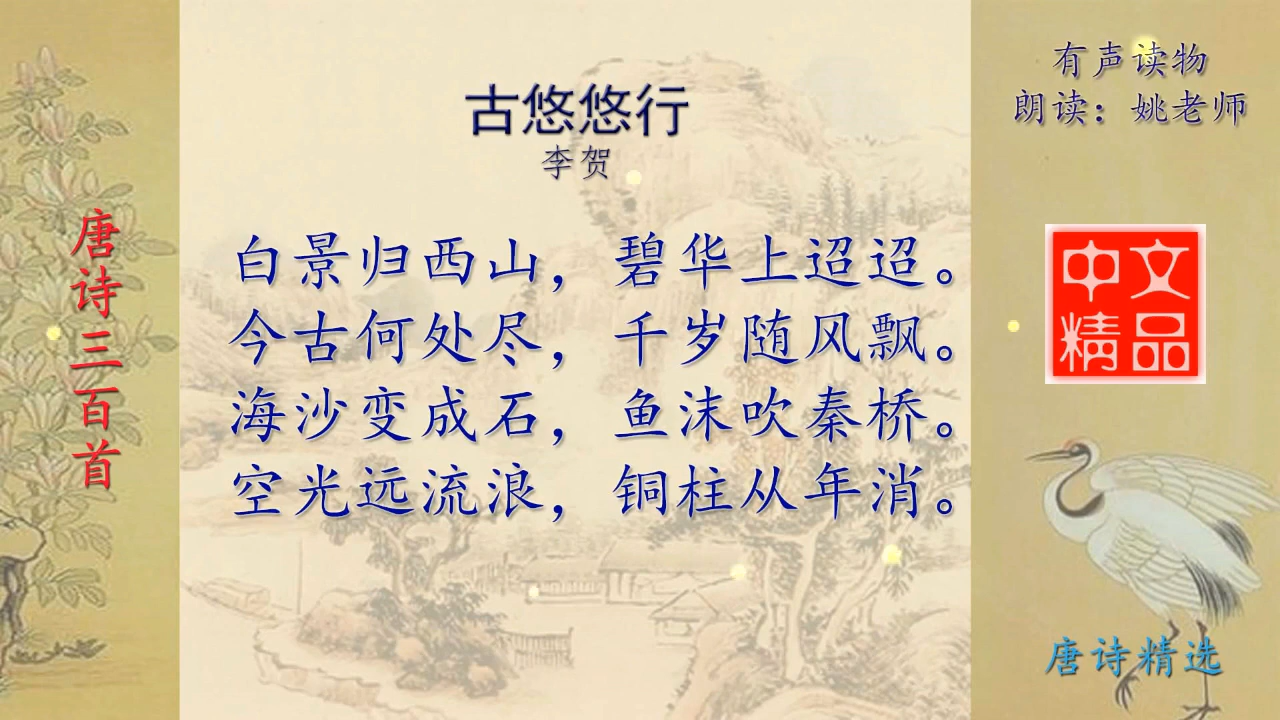 古悠悠行
李贺
白景归西山，碧华上迢迢。
今古何处尽，千岁随风飘。
海沙变成石，鱼沫吹秦桥。
空光远流浪，铜柱从年消。
唐诗三百首
有声读物
朗读：姚老师
中文
精品
唐诗精选